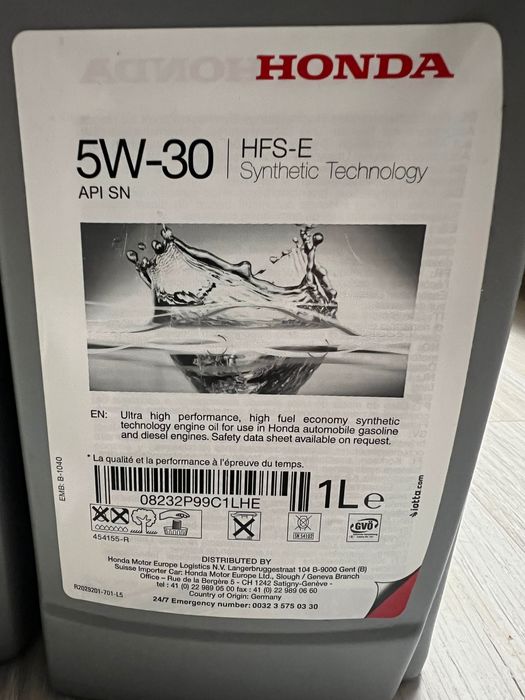 HONDA
5W-30
HFS-E
Synthetic Technology
API SN
EN: Ultra high performance, high fuel economy synthetic
technology engine oil for use in Honda automobile gasoline
and diesel engines. Safety data sheet available on request.
* La qualité et la performance à l'épreuve du temps.
EMB: B-1040
08232P99C1LHE
1L e
iotta.com
GVÖ
454155-R
DISTRIBUTED BY
Honda Motor Europe Logistics N.V. Langerbruggestraat 104 B-9000 Gent (B)
Suisse Importer Car: Honda Motor Europe Ltd., Slough / Geneva Branch
Office – Rue de la Bergère 5 - CH 1242 Satigny-Genève -
tel : 41 (0) 22 989 05 00 fax : 41 (0) 22 989 06 60
Country of Origin: Germany
24/7 Emergency number: 0032 3 575 03 30
R2029201-701-L5